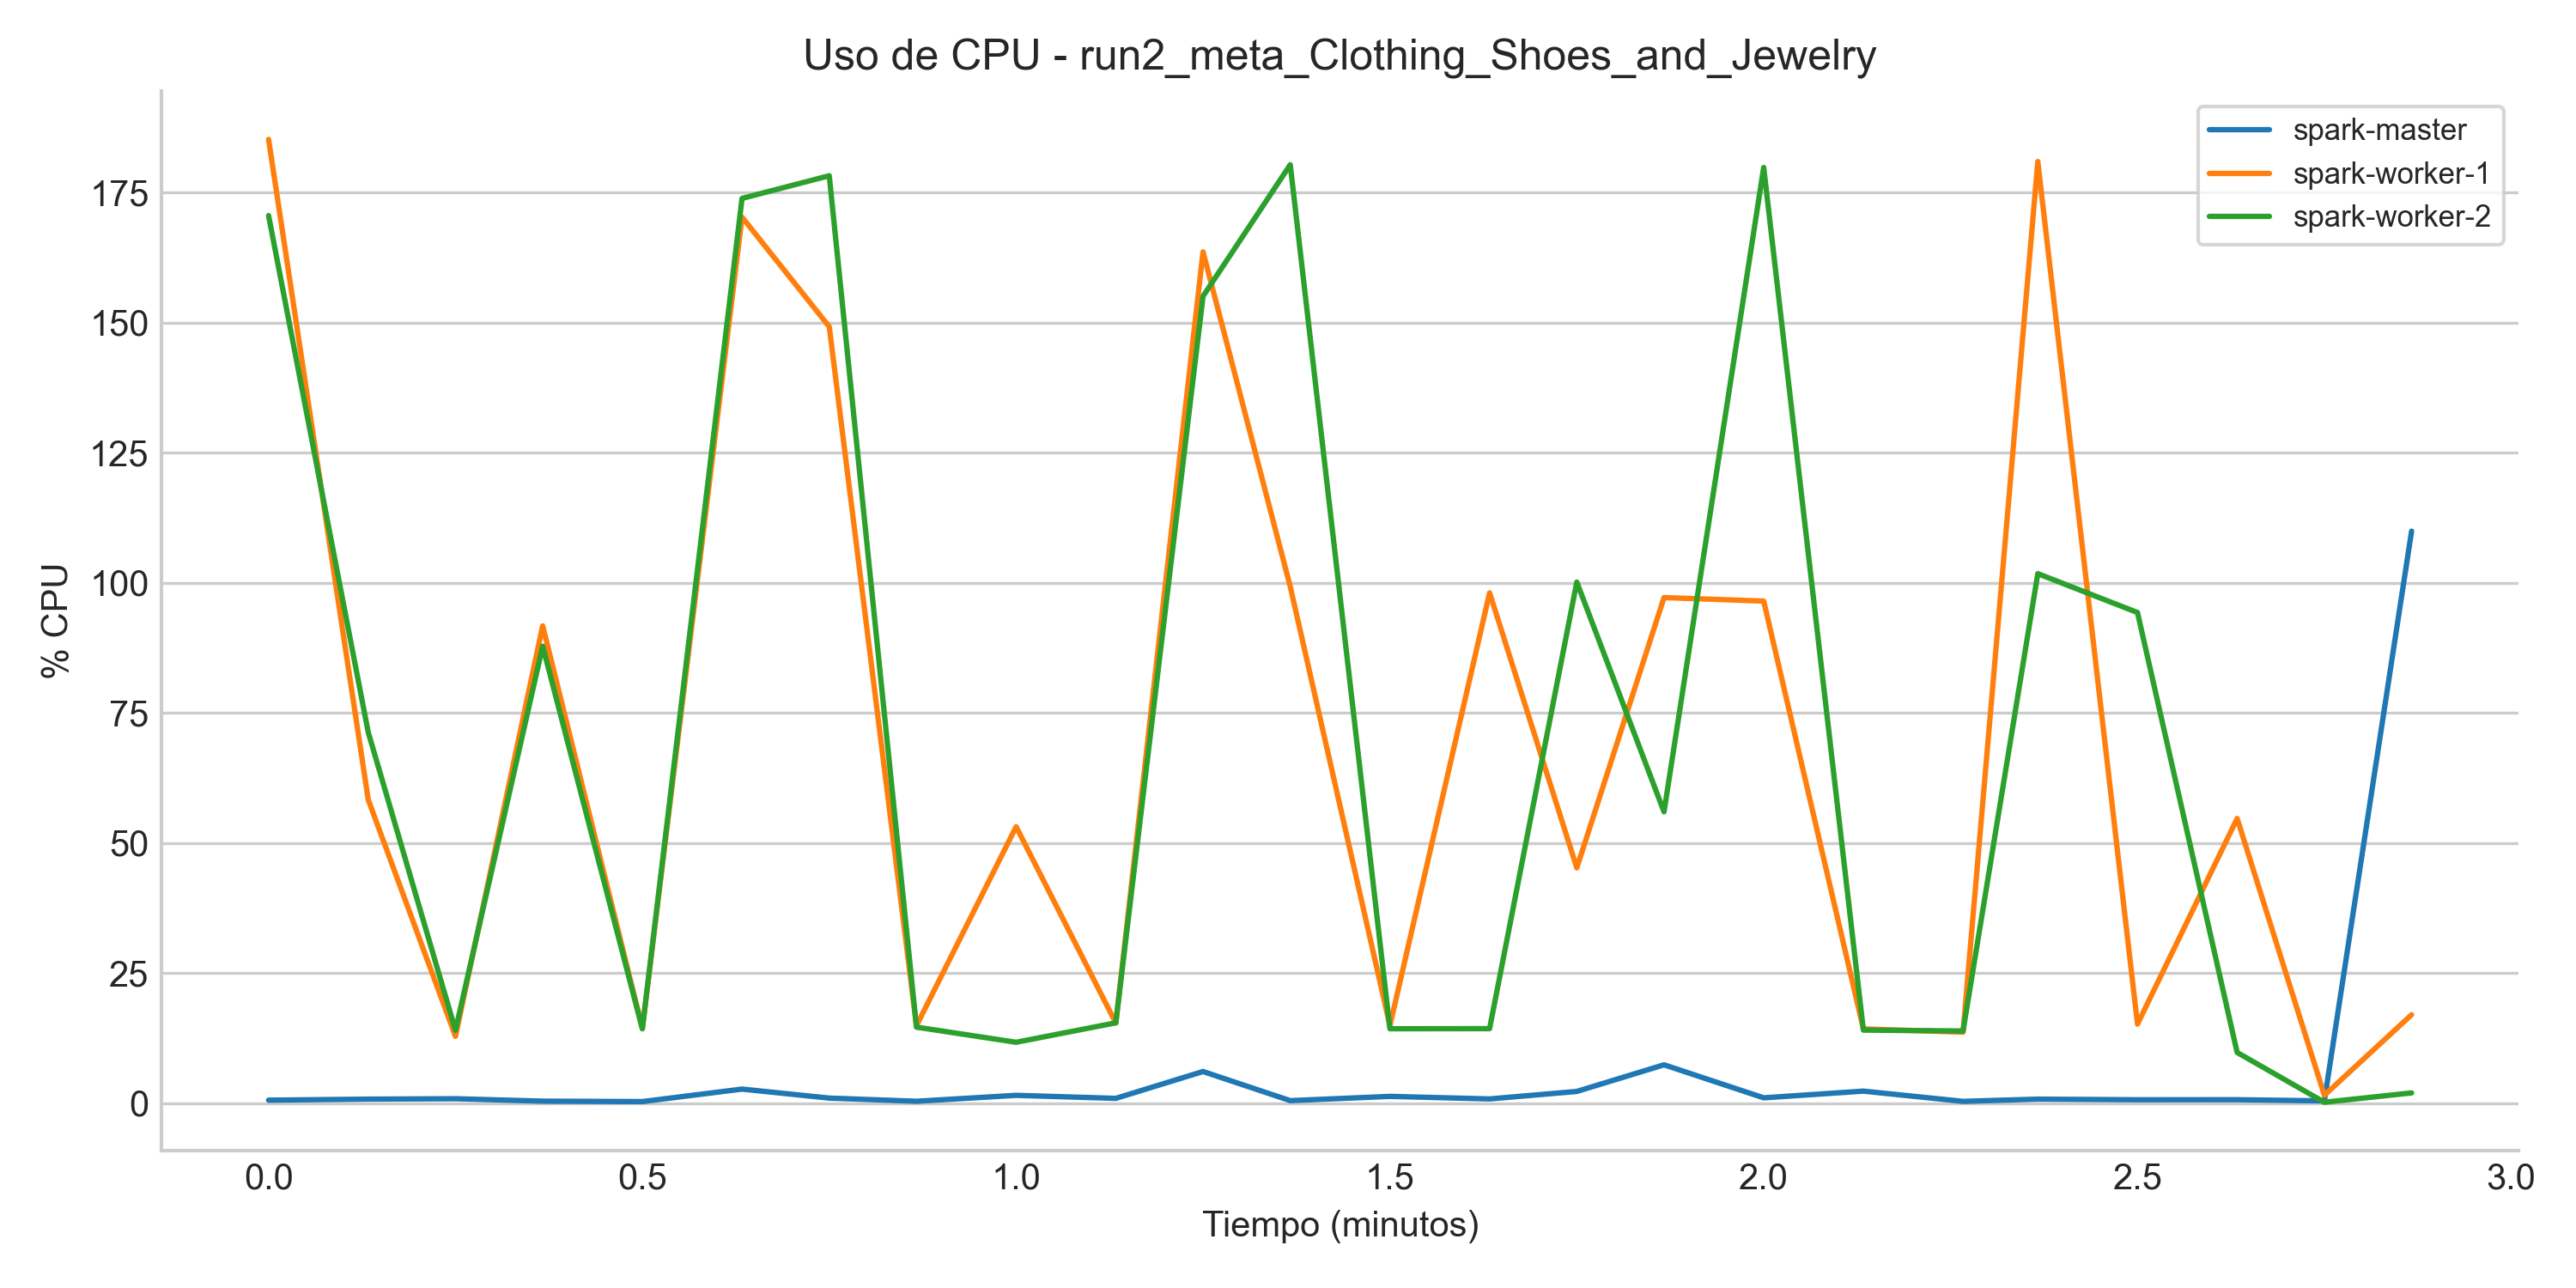 Uso de CPU - run2_meta_Clothing_Shoes_and_Jewelry
spark-master
spark-worker-1
spark-worker-2
% CPU
175
150
125
100
75
50
25
0
0.0 0.5 1.0 1.5 2.0 2.5 3.0
Tiempo (minutos)